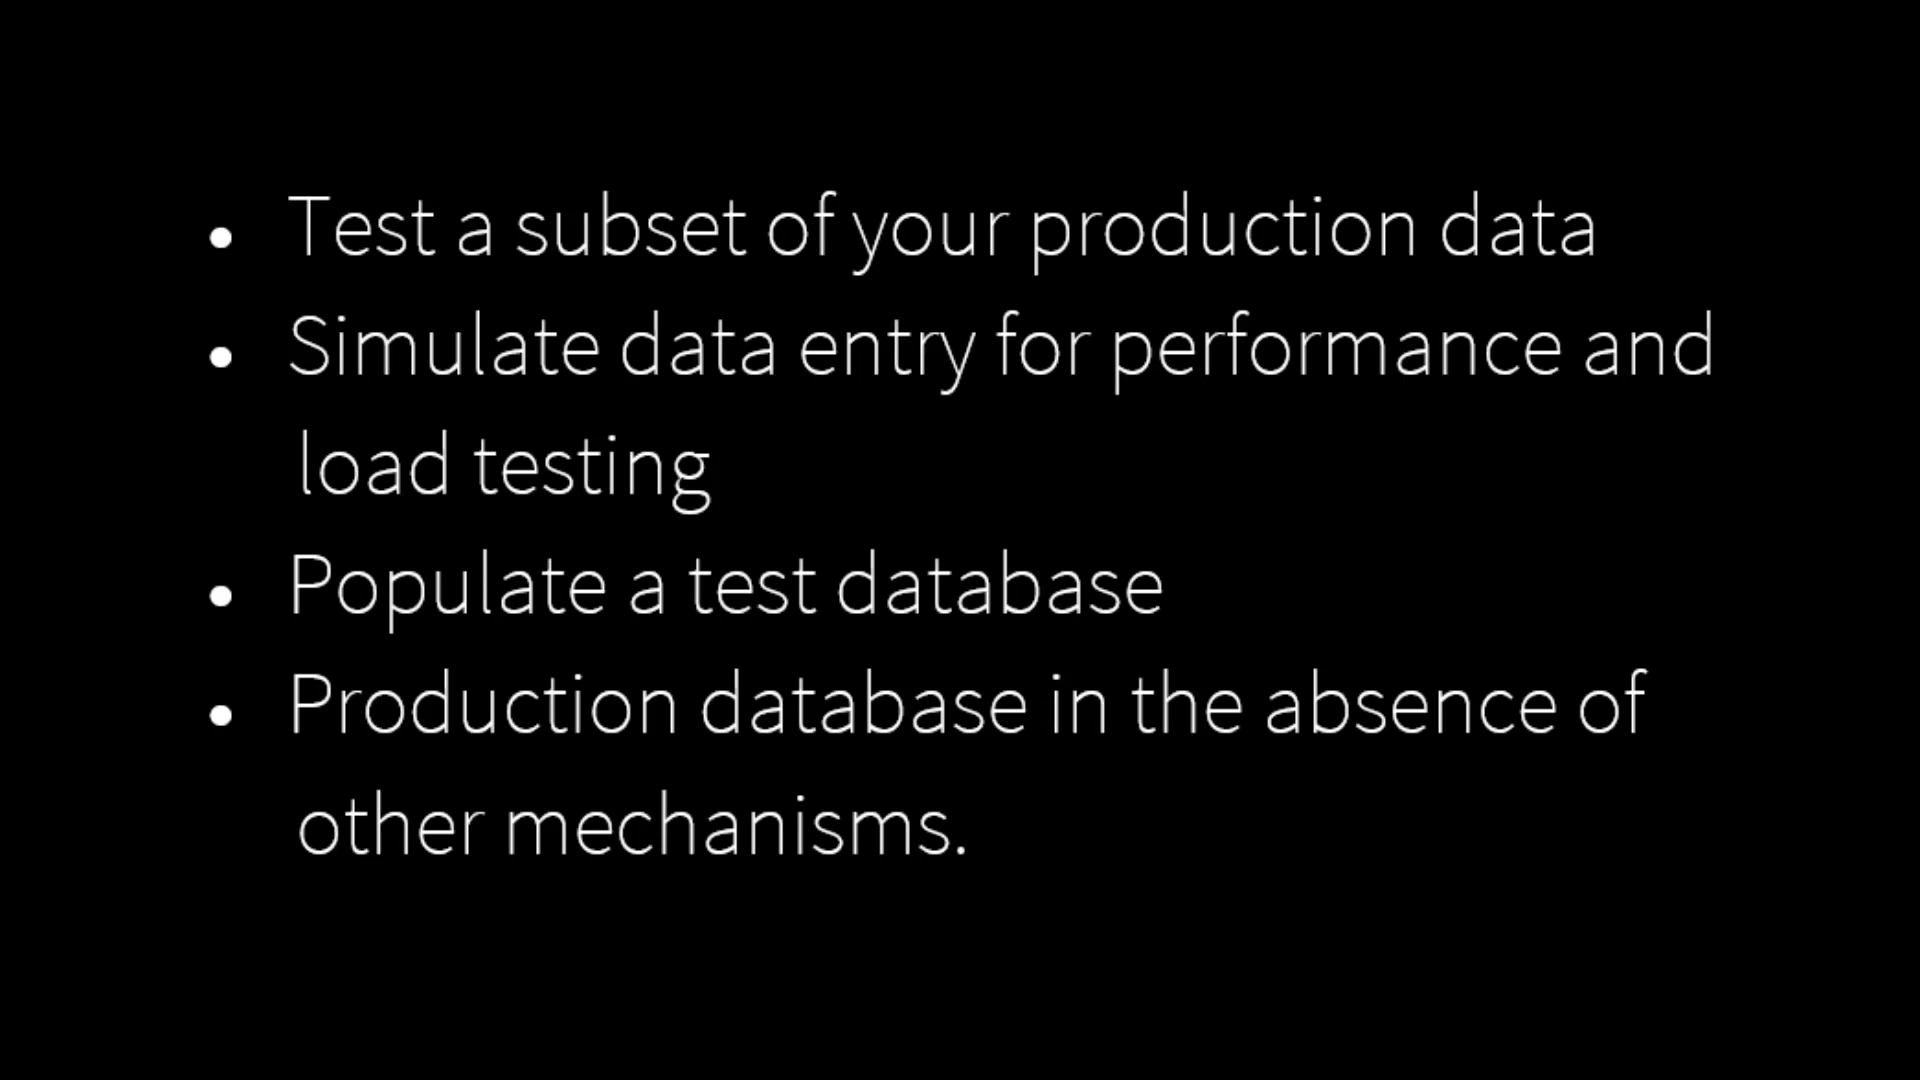 • Test a subset of your production data
• Simulate data entry for performance and
load testing
• Populate a test database
• Production database in the absence of
other mechanisms.